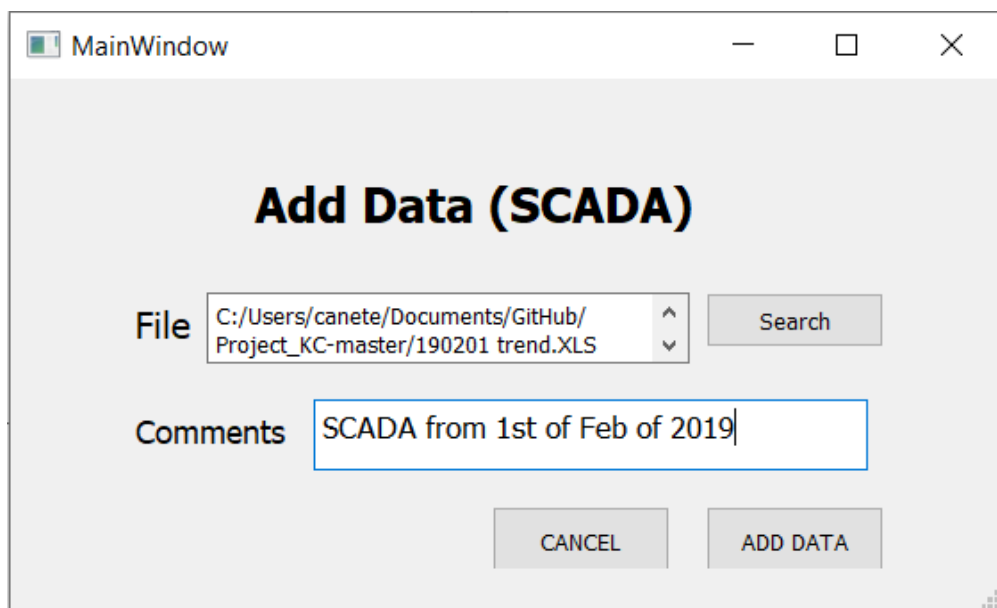 MainWindow
Add Data (SCADA)
File
C:/Users/canete/Documents/GitHub/
Project_KC-master/190201 trend.XLS
Search
Comments
SCADA from 1st of Feb of 2019
CANCEL
ADD DATA